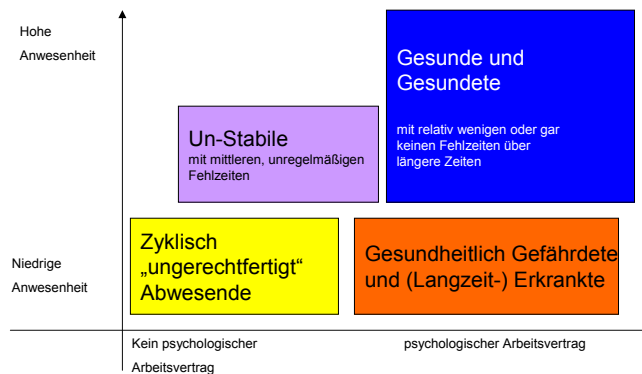 Hohe
Anwesenheit
Gesunde und
Gesundete
mit relativ wenigen oder gar
keinen Fehlzeiten über
längere Zeiten
Un-Stabile
mit mittleren, unregelmäßigen
Fehlzeiten
Zyklisch
„ungerechtfertigt“
Abwesende
Gesundheitlich Gefährdete
und (Langzeit-) Erkrankte
Niedrige
Anwesenheit
Kein psychologischer
Arbeitsvertrag
psychologischer Arbeitsvertrag